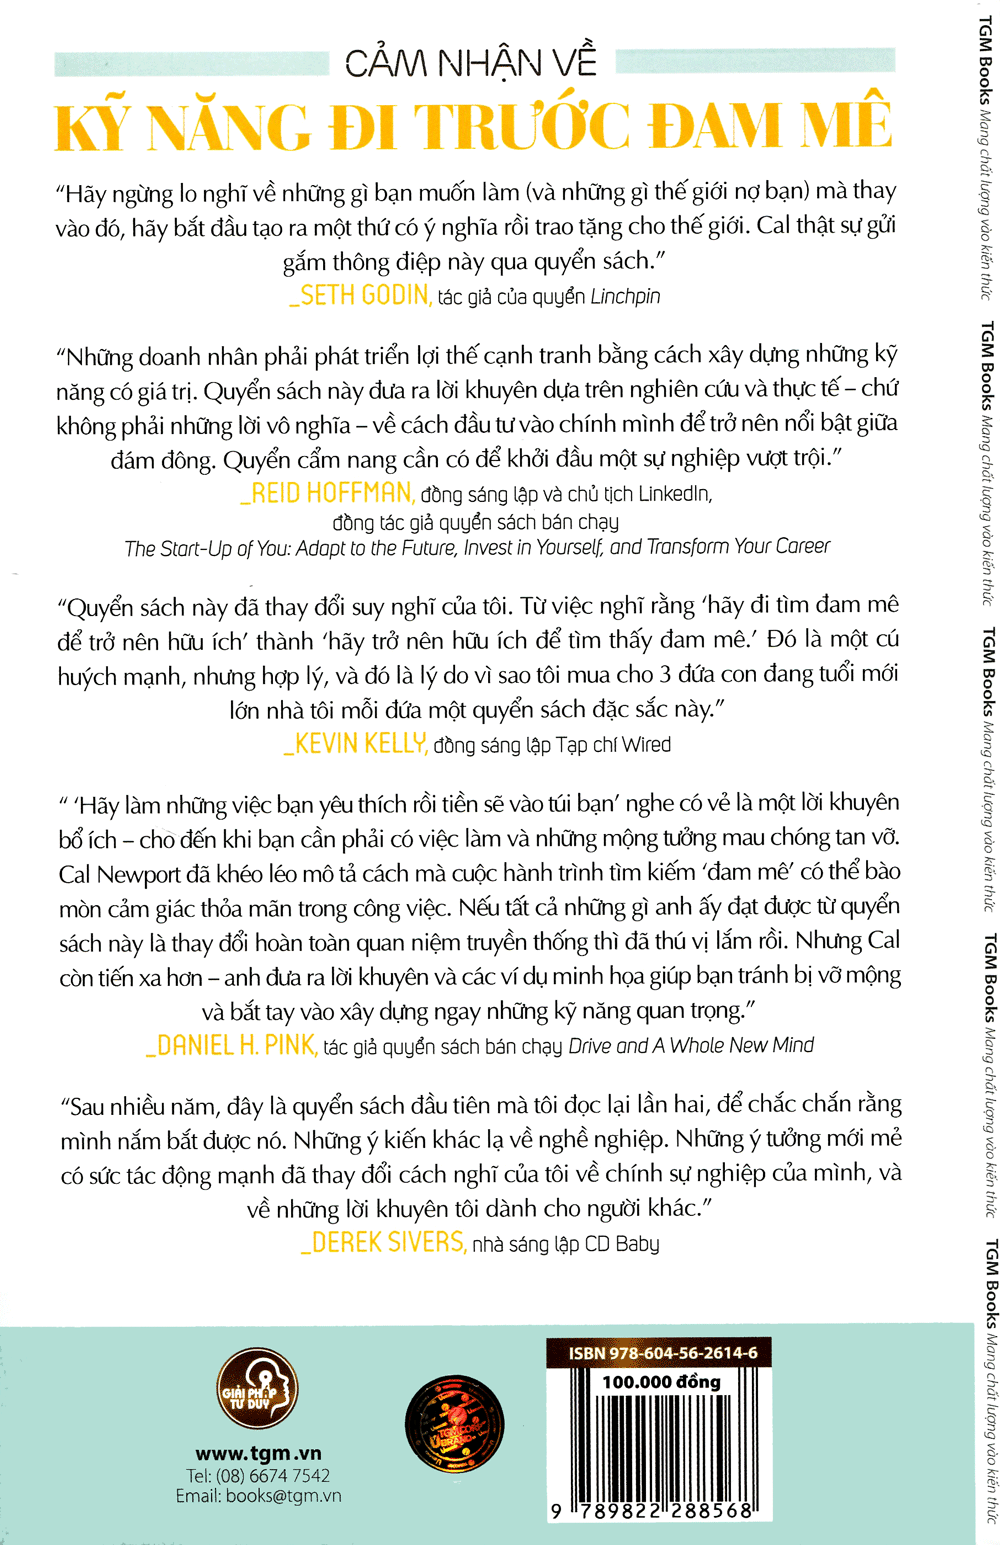 CẢM NHẬN VỀ
KỸ NĂNG ĐI TRƯỚC ĐAM MÊ
“Hãy ngừng lo nghĩ về những gì bạn muốn làm (và những gì thế giới nợ bạn) mà thay
vào đó, hãy bắt đầu tạo ra một thứ có ý nghĩa rồi trao tặng cho thế giới. Cal thật sự gửi
gắm thông điệp này qua quyển sách.”
_SETH GODIN, tác giả của quyển Linchpin
“Những doanh nhân phải phát triển lợi thế cạnh tranh bằng cách xây dựng những kỹ
năng có giá trị. Quyển sách này đưa ra lời khuyên dựa trên nghiên cứu và thực tế – chứ
không phải những lời vô nghĩa – về cách đầu tư vào chính mình để trở nên nổi bật giữa
đám đông. Quyển cẩm nang cần có để khởi đầu một sự nghiệp vượt trội.”
_REID HOFFMAN, đồng sáng lập và chủ tịch LinkedIn,
đồng tác giả quyển sách bán chạy
The Start-Up of You: Adapt to the Future, Invest in Yourself, and Transform Your Career
“Quyển sách này đã thay đổi suy nghĩ của tôi. Từ việc nghĩ rằng ‘hãy đi tìm đam mê
để trở nên hữu ích’ thành ‘hãy trở nên hữu ích để tìm thấy đam mê.’ Đó là một cú
huých mạnh, nhưng hợp lý, và đó là lý do vì sao tôi mua cho 3 đứa con đang tuổi mới
lớn nhà tôi mỗi đứa một quyển sách đặc sắc này.”
_KEVIN KELLY, đồng sáng lập Tạp chí Wired
“ ‘Hãy làm những việc bạn yêu thích rồi tiền sẽ vào túi bạn’ nghe có vẻ là một lời khuyên
bổ ích – cho đến khi bạn cần phải có việc làm và những mộng tưởng mau chóng tan vỡ.
Cal Newport đã khéo léo mô tả cách mà cuộc hành trình tìm kiếm ‘đam mê’ có thể bào
mòn cảm giác thỏa mãn trong công việc. Nếu tất cả những gì anh ấy đạt được từ quyển
sách này là thay đổi hoàn toàn quan niệm truyền thống thì đã thú vị lắm rồi. Nhưng Cal
còn tiến xa hơn – anh đưa ra lời khuyên và các ví dụ minh họa giúp bạn tránh bị vỡ mộng
và bắt tay vào xây dựng ngay những kỹ năng quan trọng.”
_DANIEL H. PINK, tác giả quyển sách bán chạy Drive and A Whole New Mind
“Sau nhiều năm, đây là quyển sách đầu tiên mà tôi đọc lại lần hai, để chắc chắn rằng
mình nắm bắt được nó. Những ý kiến khác lạ về nghề nghiệp. Những ý tưởng mới mẻ
có sức tác động mạnh đã thay đổi cách nghĩ của tôi về chính sự nghiệp của mình, và
về những lời khuyên tôi dành cho người khác.”
_DEREK SIVERS, nhà sáng lập CD Baby
GIẢI PHÁP
TƯ DUY
www.tgm.vn
Tel: (08) 6674 7542
Email: books@tgm.vn
TGM CORP
BRAND
ISBN 978-604-56-2614-6
100.000 đồng
9 789822 288568
TGM Books Mang chất lượng vào kiến thức
TGM Books Mang chất lượng vào kiến thức
TGM Books Mang chất lượng vào kiến thức
TGM Books Mang chất lượng vào kiến thức
TGM Books Mang chất lượng vào kiến thức